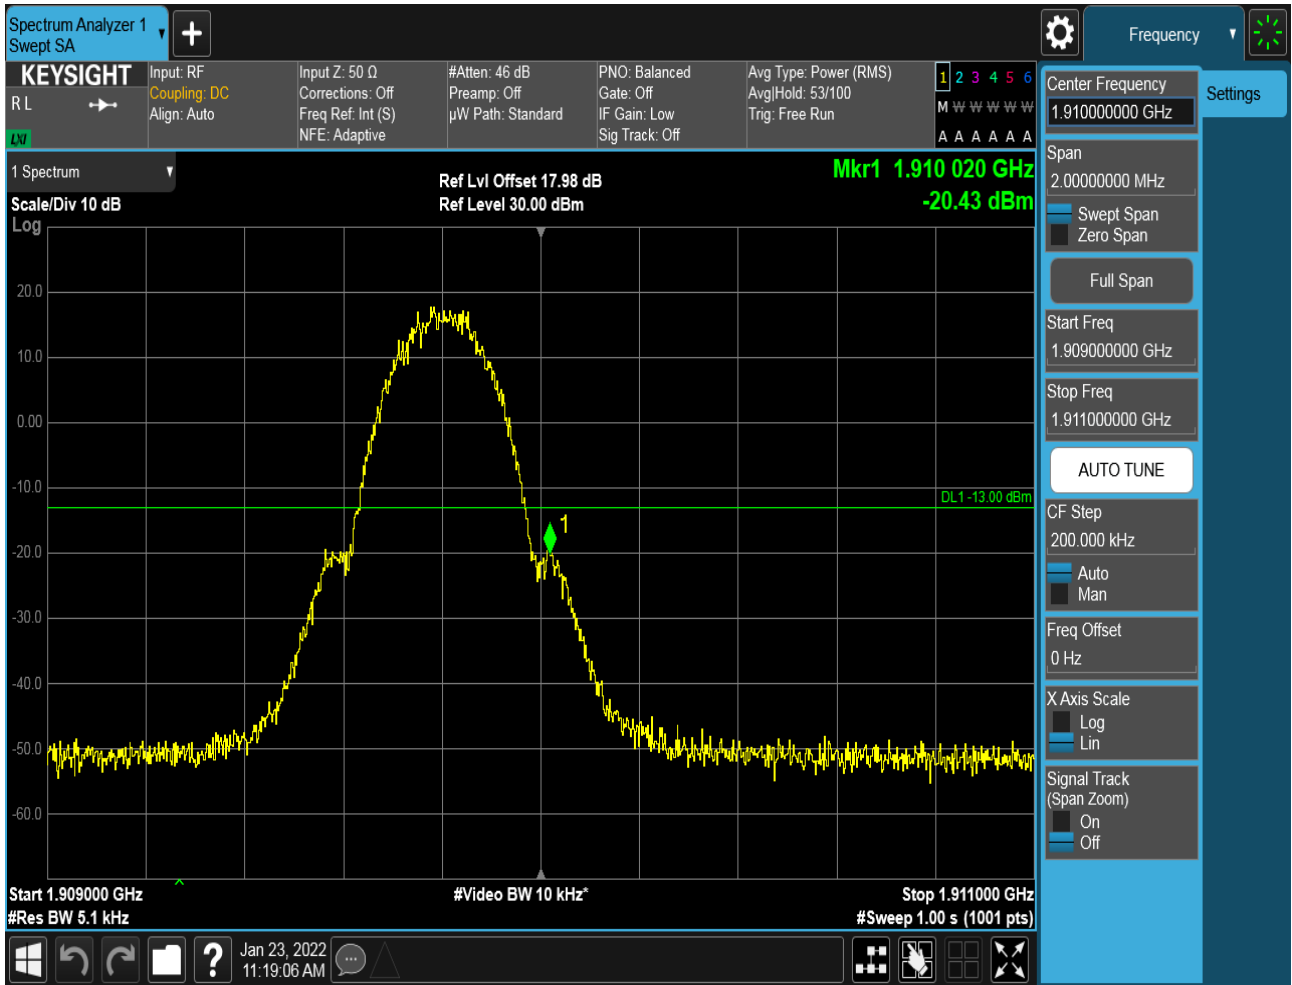 Spectrum Analyzer 1
Swept SA
Frequency
KEYSIGHT
R L
LXI
Input: RF
Coupling: DC
Align: Auto
Input Z: 50 Ω
Corrections: Off
Freq Ref: Int (S)
NFE: Adaptive
#Atten: 46 dB
Preamp: Off
µW Path: Standard
PNO: Balanced
Gate: Off
IF Gain: Low
Sig Track: Off
Avg Type: Power (RMS)
Avg|Hold: 53/100
Trig: Free Run
1 2 3 4 5 6
M W W W W W
A A A A A A
1 Spectrum
Scale/Div 10 dB
Log
Ref Lvl Offset 17.98 dB
Ref Level 30.00 dBm
Mkr1 1.910 020 GHz
-20.43 dBm
20.0
10.0
0.00
-10.0
-20.0
-30.0
-40.0
-50.0
-60.0
DL1 -13.00 dBm
1
Start 1.909000 GHz
#Res BW 5.1 kHz
#Video BW 10 kHz*
Stop 1.911000 GHz
#Sweep 1.00 s (1001 pts)
Jan 23, 2022
11:19:06 AM
Center Frequency
1.910000000 GHz
Settings
Span
2.00000000 MHz
Swept Span
Zero Span
Full Span
Start Freq
1.909000000 GHz
Stop Freq
1.911000000 GHz
AUTO TUNE
CF Step
200.000 kHz
Auto
Man
Freq Offset
0 Hz
X Axis Scale
Log
Lin
Signal Track
(Span Zoom)
On
Off